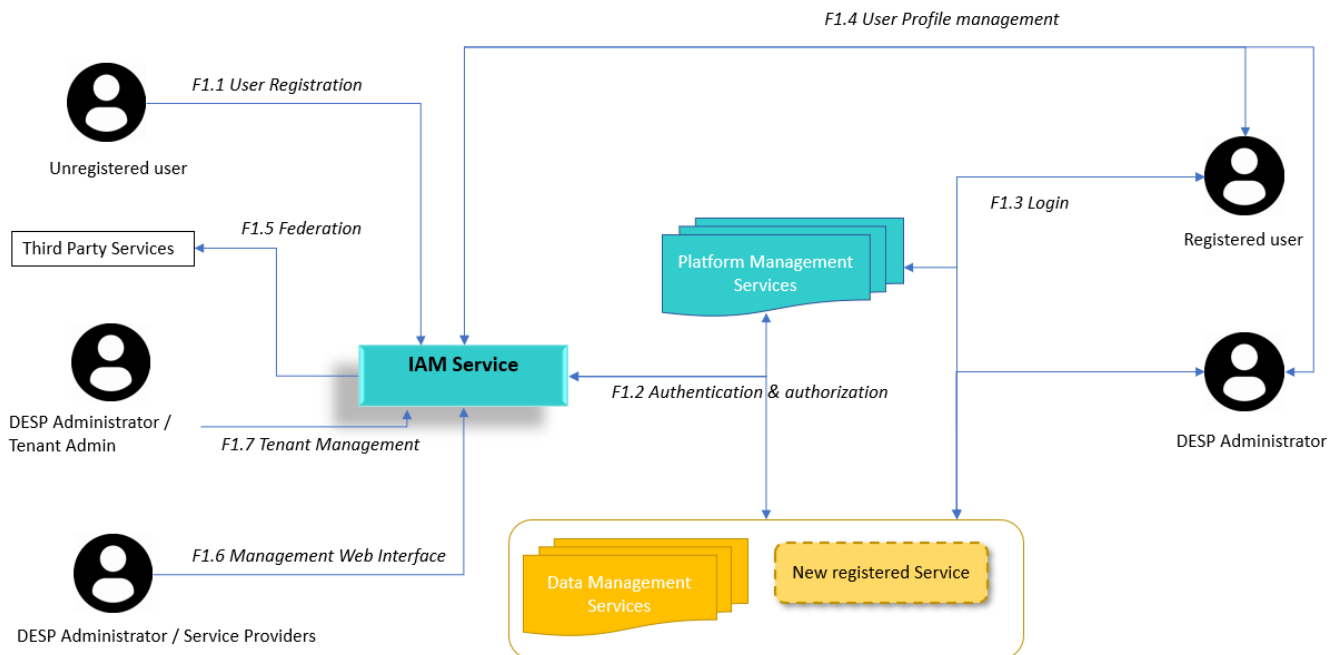 F1.4 User Profile management
F1.1 User Registration
Unregistered user
F1.5 Federation
Third Party Services
F1.3 Login
Registered user
Platform Management
Services
IAM Service
F1.2 Authentication & authorization
DESP Administrator /
Tenant Admin
F1.7 Tenant Management
DESP Administrator
F1.6 Management Web Interface
Data Management
Services
New registered Service
DESP Administrator / Service Providers